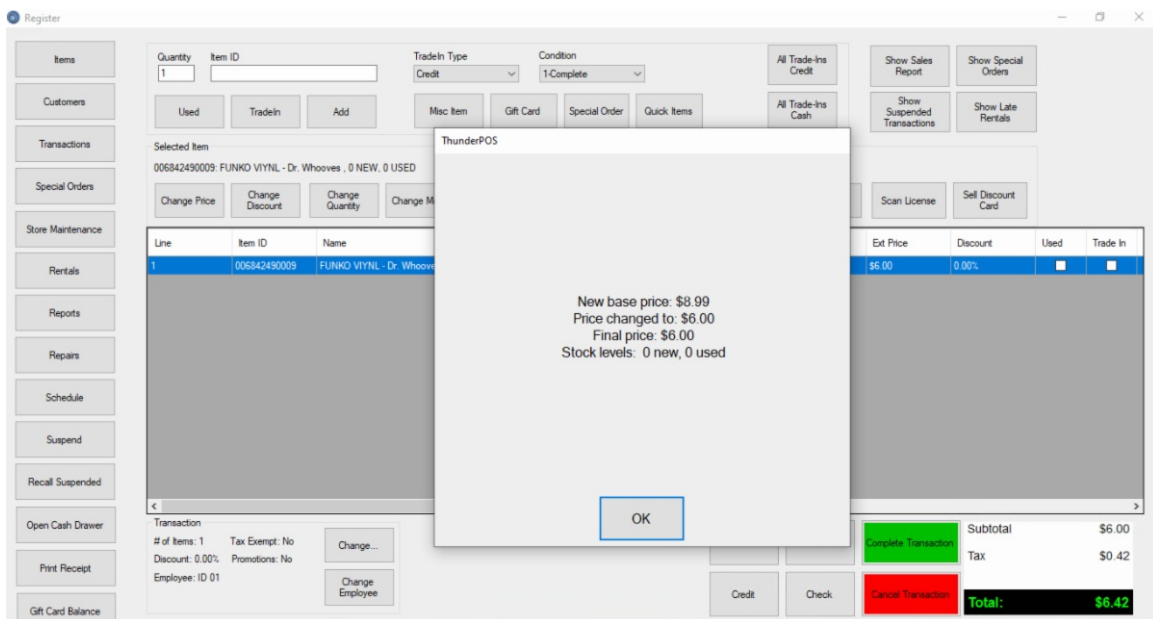 Register
Items
Customers
Transactions
Special Orders
Store Maintenance
Rentals
Reports
Repairs
Schedule
Suspend
Recall Suspended
Open Cash Drawer
Print Receipt
Gift Card Balance
Quantity Item ID TradeIn Type Condition
1 Credit 1-Complete
Used TradeIn Add Misc Item Gift Card Special Order Quick Items
All Trade-Ins
Credit
All Trade-Ins
Cash
Show Sales
Report
Show Special
Orders
Show
Suspended
Transactions
Show Late
Rentals
Selected Item
006842490009: FUNKO VIYNL - Dr. Whooves , 0 NEW, 0 USED
Change Price
Change
Discount
Change
Quantity
Change
Scan License
Sell Discount
Card
Line Item ID Name Ext Price Discount Used Trade In
1 006842490009 FUNKO VIYNL - Dr. Whoove $6.00 0.00%
ThunderPOS
New base price: $8.99
Price changed to: $6.00
Final price: $6.00
Stock levels: 0 new, 0 used
OK
Transaction
# of Items: 1 Tax Exempt: No
Discount: 0.00% Promotions: No
Employee: ID 01
Change...
Change
Employee
Credit
Check
Complete Transaction
Cancel Transaction
Subtotal $6.00
Tax $0.42
Total: $6.42